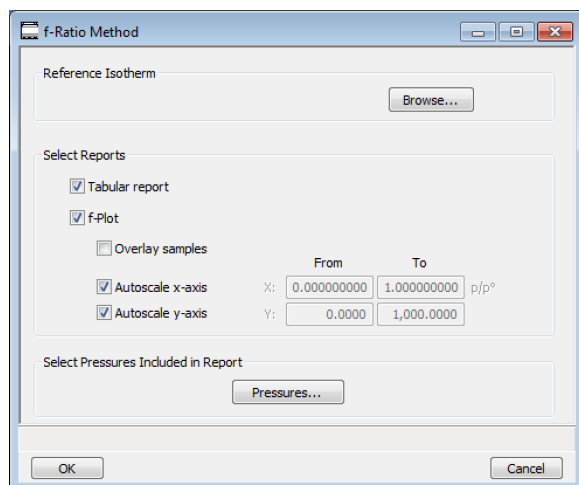 f-Ratio Method
Reference Isotherm
Browse...
Select Reports
Tabular report
f-Plot
Overlay samples
From To
Autoscale x-axis X: 0.000000000 1.000000000 p/p°
Autoscale y-axis Y: 0.0000 1,000.0000
Select Pressures Included in Report
Pressures...
OK Cancel